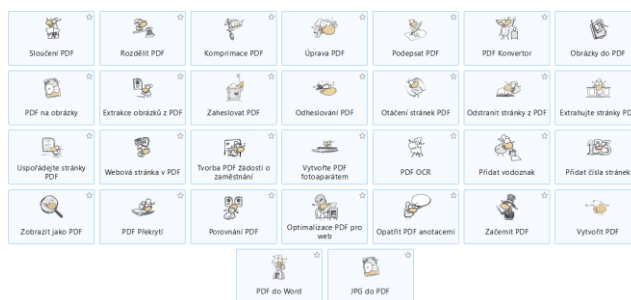 Sloučení PDF
Rozdělit PDF
Komprimace PDF
Úprava PDF
Podepsat PDF
PDF Konvertor
Obrázky do PDF
PDF na obrázky
Extrakce obrázků z PDF
Zaheslovat PDF
Odheslování PDF
Otáčení stránek PDF
Odstranit stránky z PDF
Extrahujte stránky PD
Uspořádejte stránky
PDF
Webová stránka v PDF
Tvorba PDF žádosti o
zaměstnání
Vytvořte PDF
fotoaparátem
PDF OCR
Přidat vodoznak
Přidat čísla stránek
Zobrazit jako PDF
PDF Překrytí
Porovnání PDF
Optimalizace PDF pro
web
Opatřit PDF anotacemi
Začernit PDF
Vytvořit PDF
PDF do Word
JPG do PDF